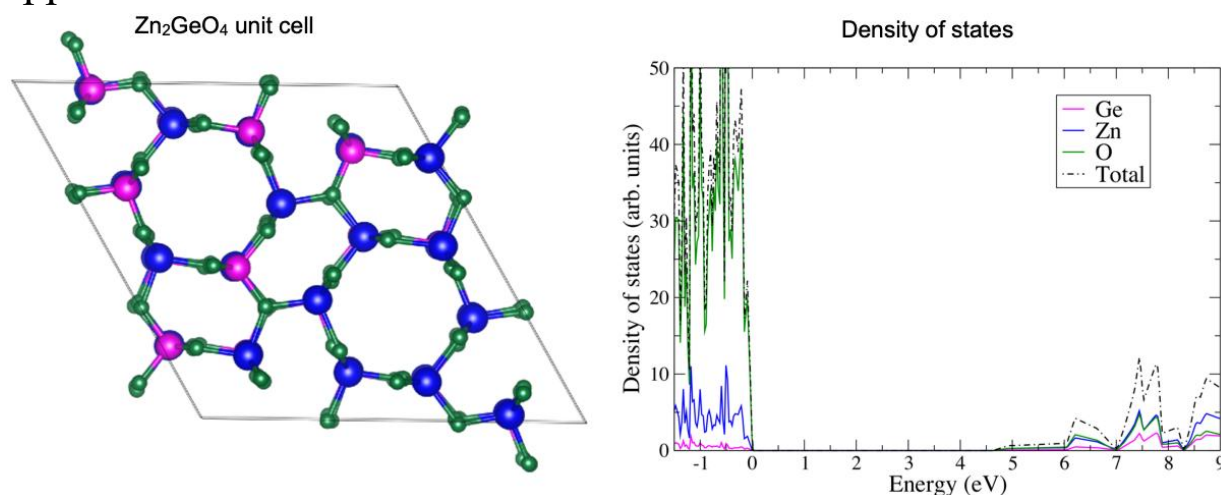 Zn₂GeO₄ unit cell
Density of states
50
40
30
20
10
0
Density of states (arb. units)
Ge
Zn
O
Total
-1 0 1 2 3 4 5 6 7 8 9
Energy (eV)